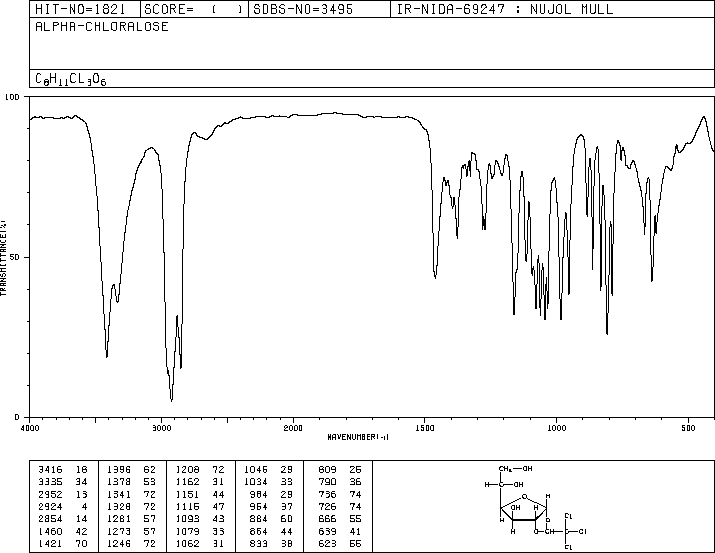 HIT-NO=1821 SCORE= ( ) SDBS-NO=3495 IR-NIDA-69247 : NUJOL MULL
ALPHA-CHLORALOSE
C8H11CL3O6
100
50
0
TRANSMITTANCE(%)
4000 3000 2000 1500 1000 500
WAVENUMBER(-1)
3416 18 1396 62 1208 72 1046 29 809 25
3335 34 1378 53 1162 31 1034 33 790 36
2952 13 1341 72 1151 44 984 29 736 74
2924 4 1328 72 1116 47 954 37 726 74
2854 14 1281 57 1093 43 884 60 666 55
1460 42 1273 57 1079 33 864 44 639 41
1421 70 1246 72 1062 31 833 38 623 55
CH2 OH
H OH
O
H H
OH H
H O
O CH Cl
Cl
Cl